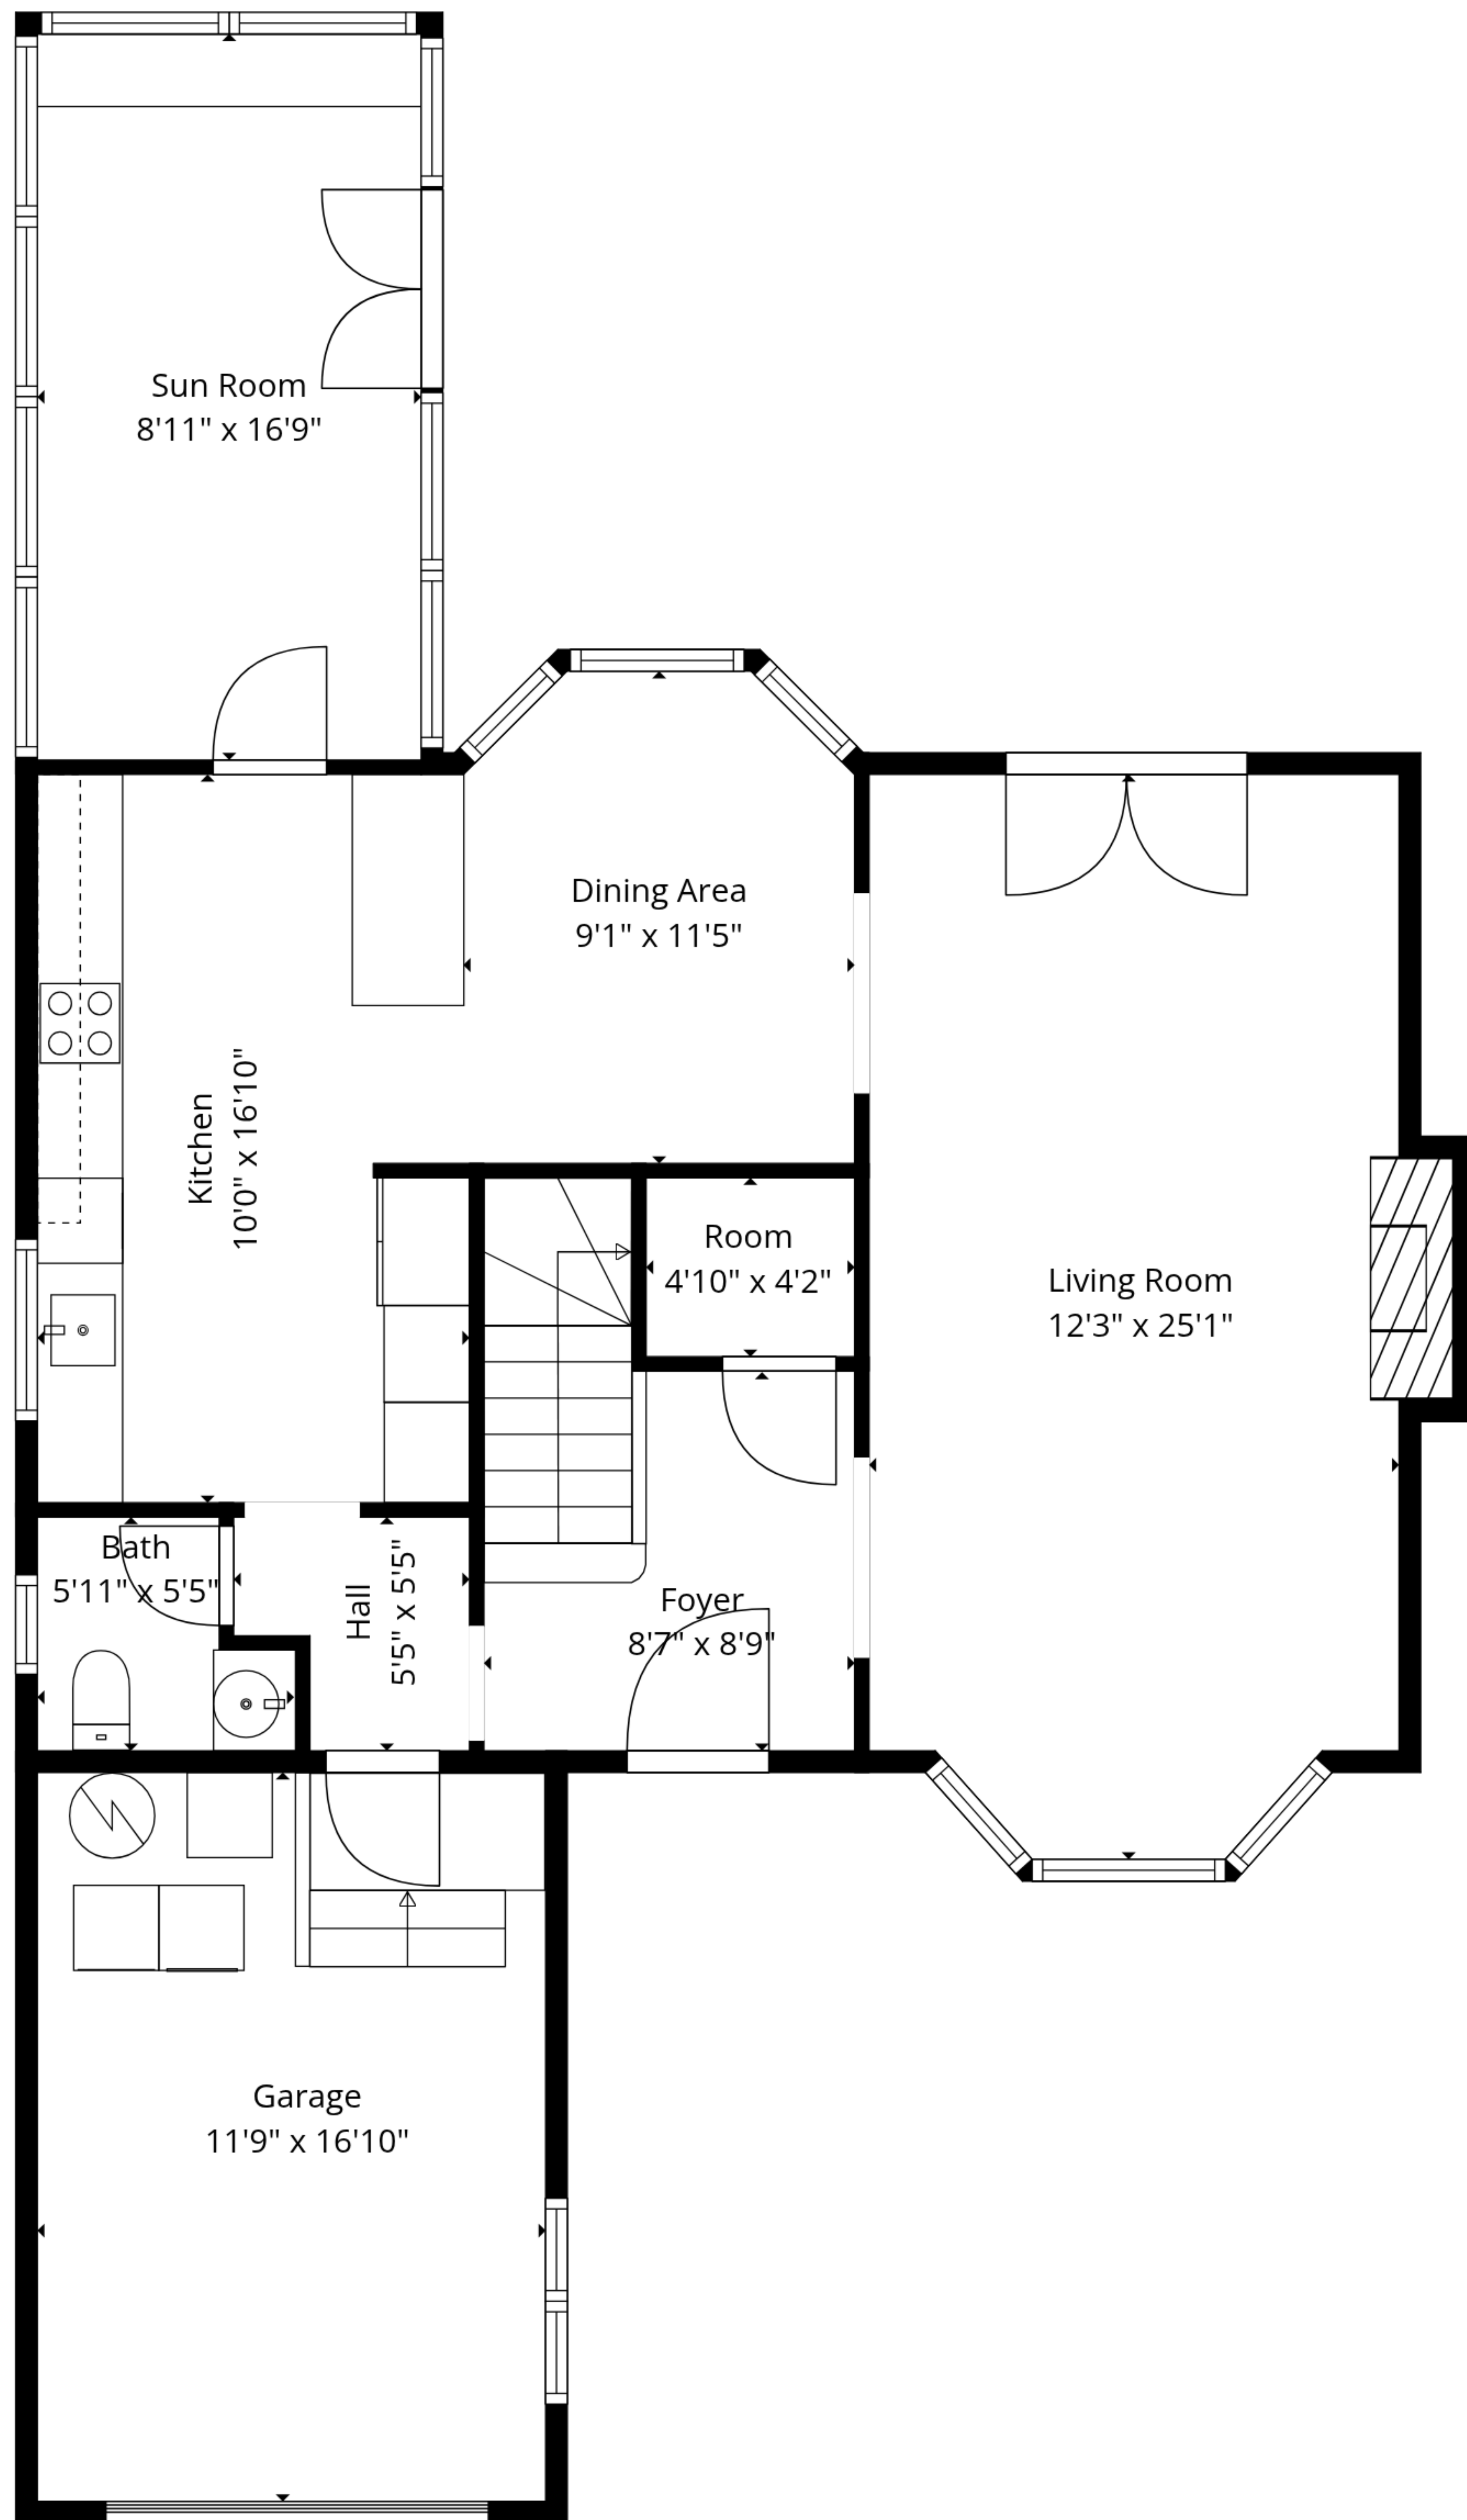 Sun Room
8'11" x 16'9"
Dining Area
9'1" x 11'5"
Kitchen
10'0" x 16'10"
Room
4'10" x 4'2"
Living Room
12'3" x 25'1"
Bath
5'11" x 5'5"
Hall
5'5" x 5'5"
Foyer
8'7" x 8'9"
Garage
11'9" x 16'10"